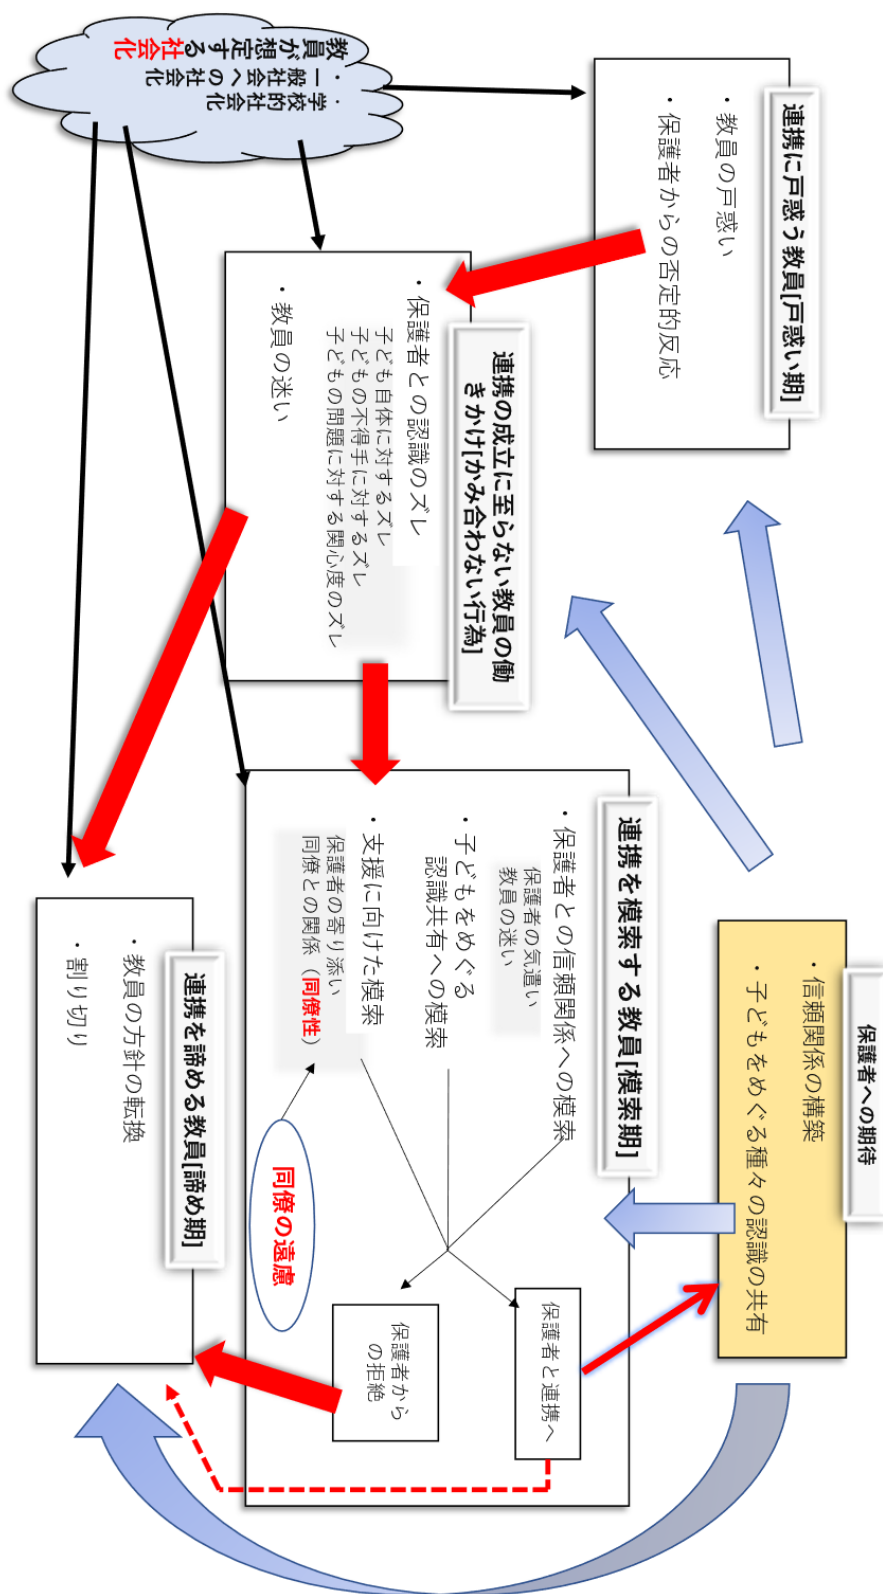 保護者への期待
・信頼関係の構築
・子どもをめぐる種々の認識の共有
連携に戸惑う教員[戸惑い期]
・教員の戸惑い
・保護者からの否定的反応
連携の成立に至らない教員の働
きかけ[かみ合わない行為]
・保護者との認識のズレ
子ども自体に対するズレ
子どもの不得手に対するズレ
子どもの問題に対する関心度のズレ
・教員の迷い
連携を模索する教員[模索期]
・保護者との信頼関係への模索
保護者の気遣い
教員の迷い
・子どもをめぐる
認識共有への模索
・支援に向けた模索
保護者の寄り添い
同僚との関係（同僚性）
保護者と連携へ
保護者から
の拒絶
同僚の遠慮
連携を諦める教員[諦め期]
・教員の方針の転換
・割り切り
教員が想定する社会化
・一般社会への社会化
・学校的社会化